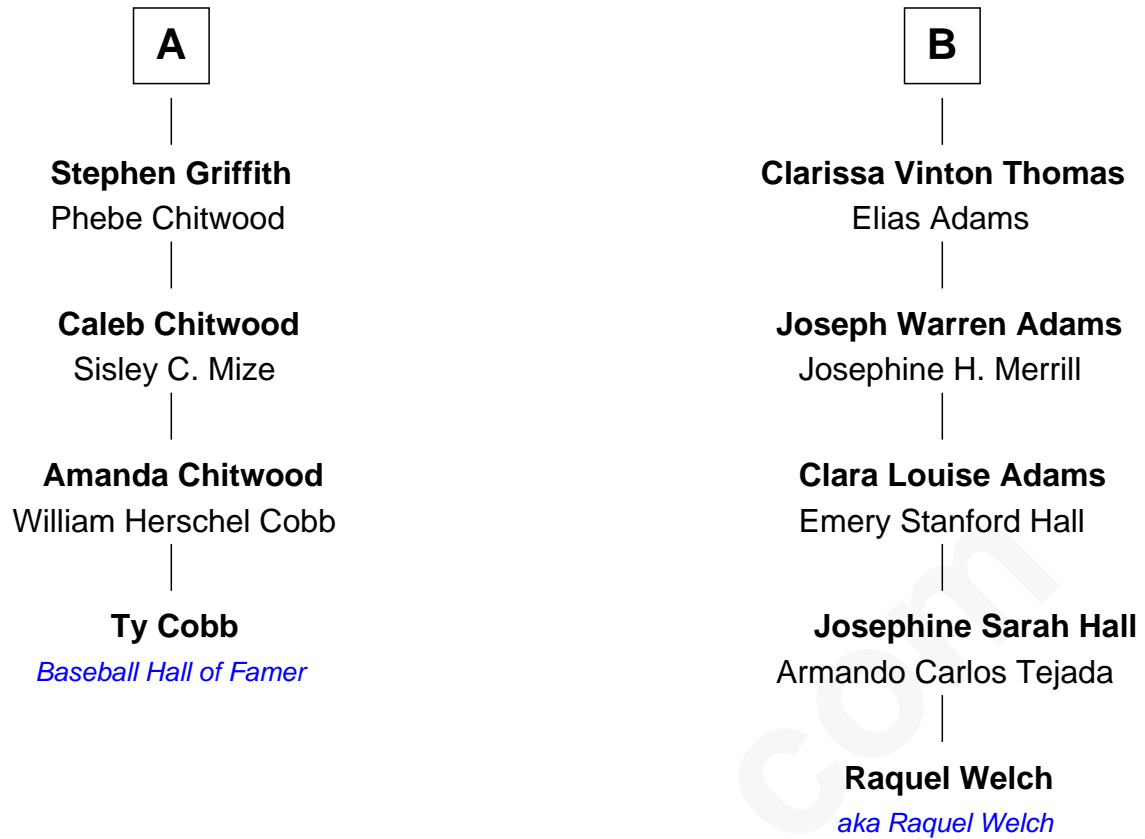 A
Stephen Griffith
Phebe Chitwood
Caleb Chitwood
Sisley C. Mize
Amanda Chitwood
William Herschel Cobb
Ty Cobb
Baseball Hall of Famer
B
Clarissa Vinton Thomas
Elias Adams
Joseph Warren Adams
Josephine H. Merrill
Clara Louise Adams
Emery Stanford Hall
Josephine Sarah Hall
Armando Carlos Tejada
Raquel Welch
aka Raquel Welch
com